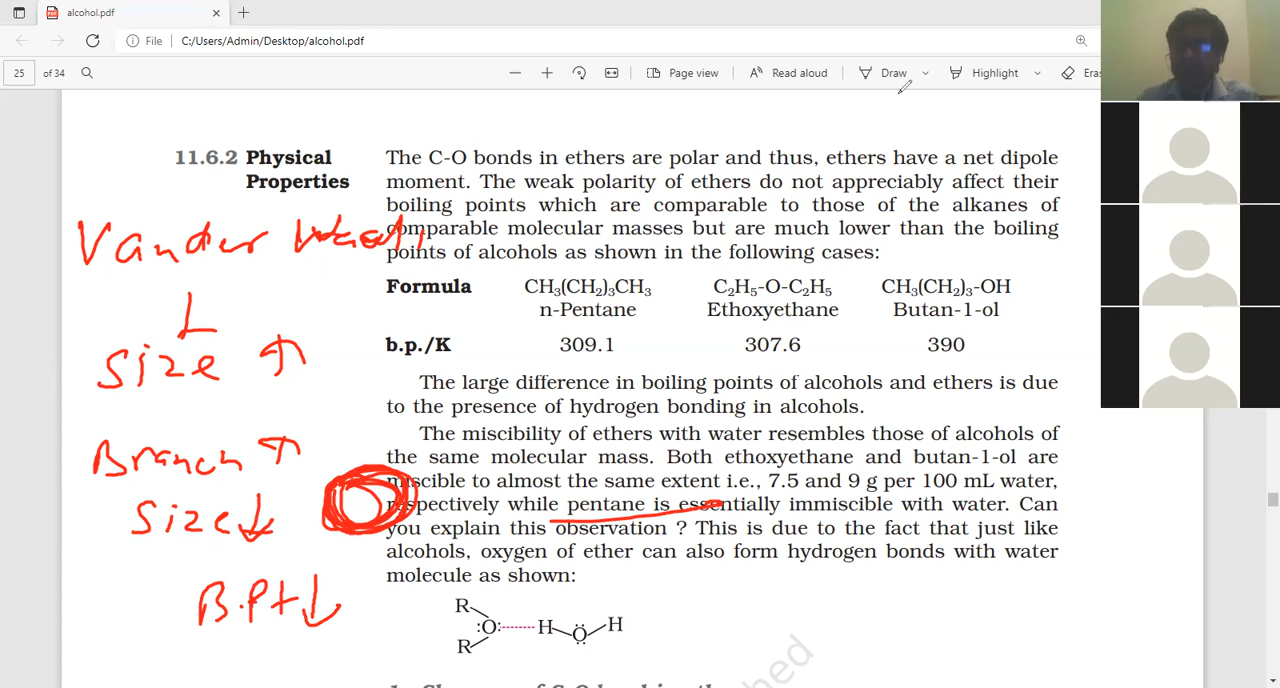 alcohol.pdf
File C:/Users/Admin/Desktop/alcohol.pdf
25 of 34 Page view Read aloud Draw Highlight Eras
11.6.2 Physical Properties
The C-O bonds in ethers are polar and thus, ethers have a net dipole
moment. The weak polarity of ethers do not appreciably affect their
boiling points which are comparable to those of the alkanes of
comparable molecular masses but are much lower than the boiling
points of alcohols as shown in the following cases:
Formula CH₃(CH₂)₃CH₃ C₂H₅-O-C₂H₅ CH₃(CH₂)₃-OH
n-Pentane Ethoxyethane Butan-1-ol
b.p./K 309.1 307.6 390
The large difference in boiling points of alcohols and ethers is due
to the presence of hydrogen bonding in alcohols.
The miscibility of ethers with water resembles those of alcohols of
the same molecular mass. Both ethoxyethane and butan-1-ol are
miscible to almost the same extent i.e., 7.5 and 9 g per 100 mL water,
respectively while pentane is essentially immiscible with water. Can
you explain this observation ? This is due to the fact that just like
alcohols, oxygen of ether can also form hydrogen bonds with water
molecule as shown:
R
:O: H O H
R
Vander
Size ↑
Branch ↑
Size ↓
B.Pt ↓